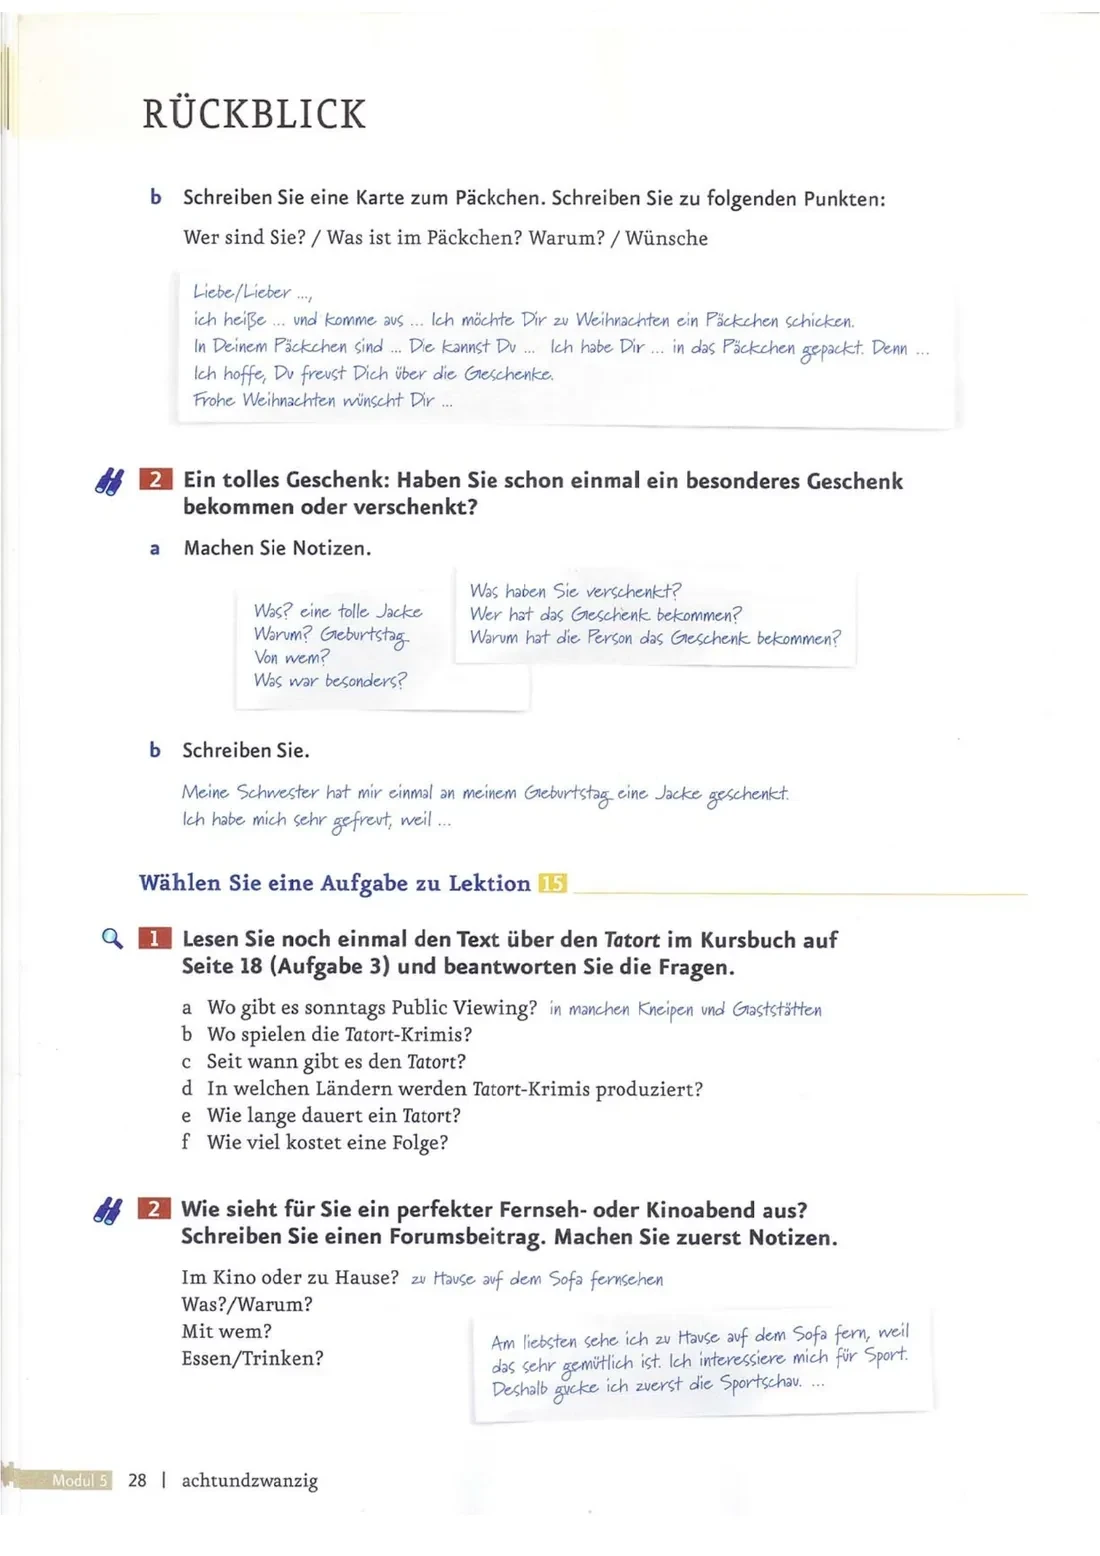 RÜCKBLICK
b Schreiben Sie eine Karte zum Päckchen. Schreiben Sie zu folgenden Punkten:
Wer sind Sie? / Was ist im Päckchen? Warum? / Wünsche
Liebe/Lieber ...,
ich heiße ... und komme aus ... Ich möchte Dir zu Weihnachten ein Päckchen schicken.
In Deinem Päckchen sind ... Die kannst Du ... Ich habe Dir ... in das Päckchen gepackt. Denn ...
Ich hoffe, Du freust Dich über die Geschenke.
Frohe Weihnachten wünscht Dir ...
2 Ein tolles Geschenk: Haben Sie schon einmal ein besonderes Geschenk
bekommen oder verschenkt?
a Machen Sie Notizen.
Was? eine tolle Jacke
Warum? Geburtstag
Von wem?
Was war besonders?
Was haben Sie verschenkt?
Wer hat das Geschenk bekommen?
Warum hat die Person das Geschenk bekommen?
b Schreiben Sie.
Meine Schwester hat mir einmal an meinem Geburtstag eine Jacke geschenkt.
Ich habe mich sehr gefreut, weil ...
Wählen Sie eine Aufgabe zu Lektion 15
1 Lesen Sie noch einmal den Text über den Tatort im Kursbuch auf
Seite 18 (Aufgabe 3) und beantworten Sie die Fragen.
a Wo gibt es sonntags Public Viewing? in manchen Kneipen und Gaststätten
b Wo spielen die Tatort-Krimis?
c Seit wann gibt es den Tatort?
d In welchen Ländern werden Tatort-Krimis produziert?
e Wie lange dauert ein Tatort?
f Wie viel kostet eine Folge?
2 Wie sieht für Sie ein perfekter Fernseh- oder Kinoabend aus?
Schreiben Sie einen Forumsbeitrag. Machen Sie zuerst Notizen.
Im Kino oder zu Hause? zu Hause auf dem Sofa fernsehen
Was?/Warum?
Mit wem?
Essen/Trinken?
Am liebsten sehe ich zu Hause auf dem Sofa fern, weil
das sehr gemütlich ist. Ich interessiere mich für Sport.
Deshalb gucke ich zuerst die Sportschau. ...
Modul 5 28 | achtundzwanzig